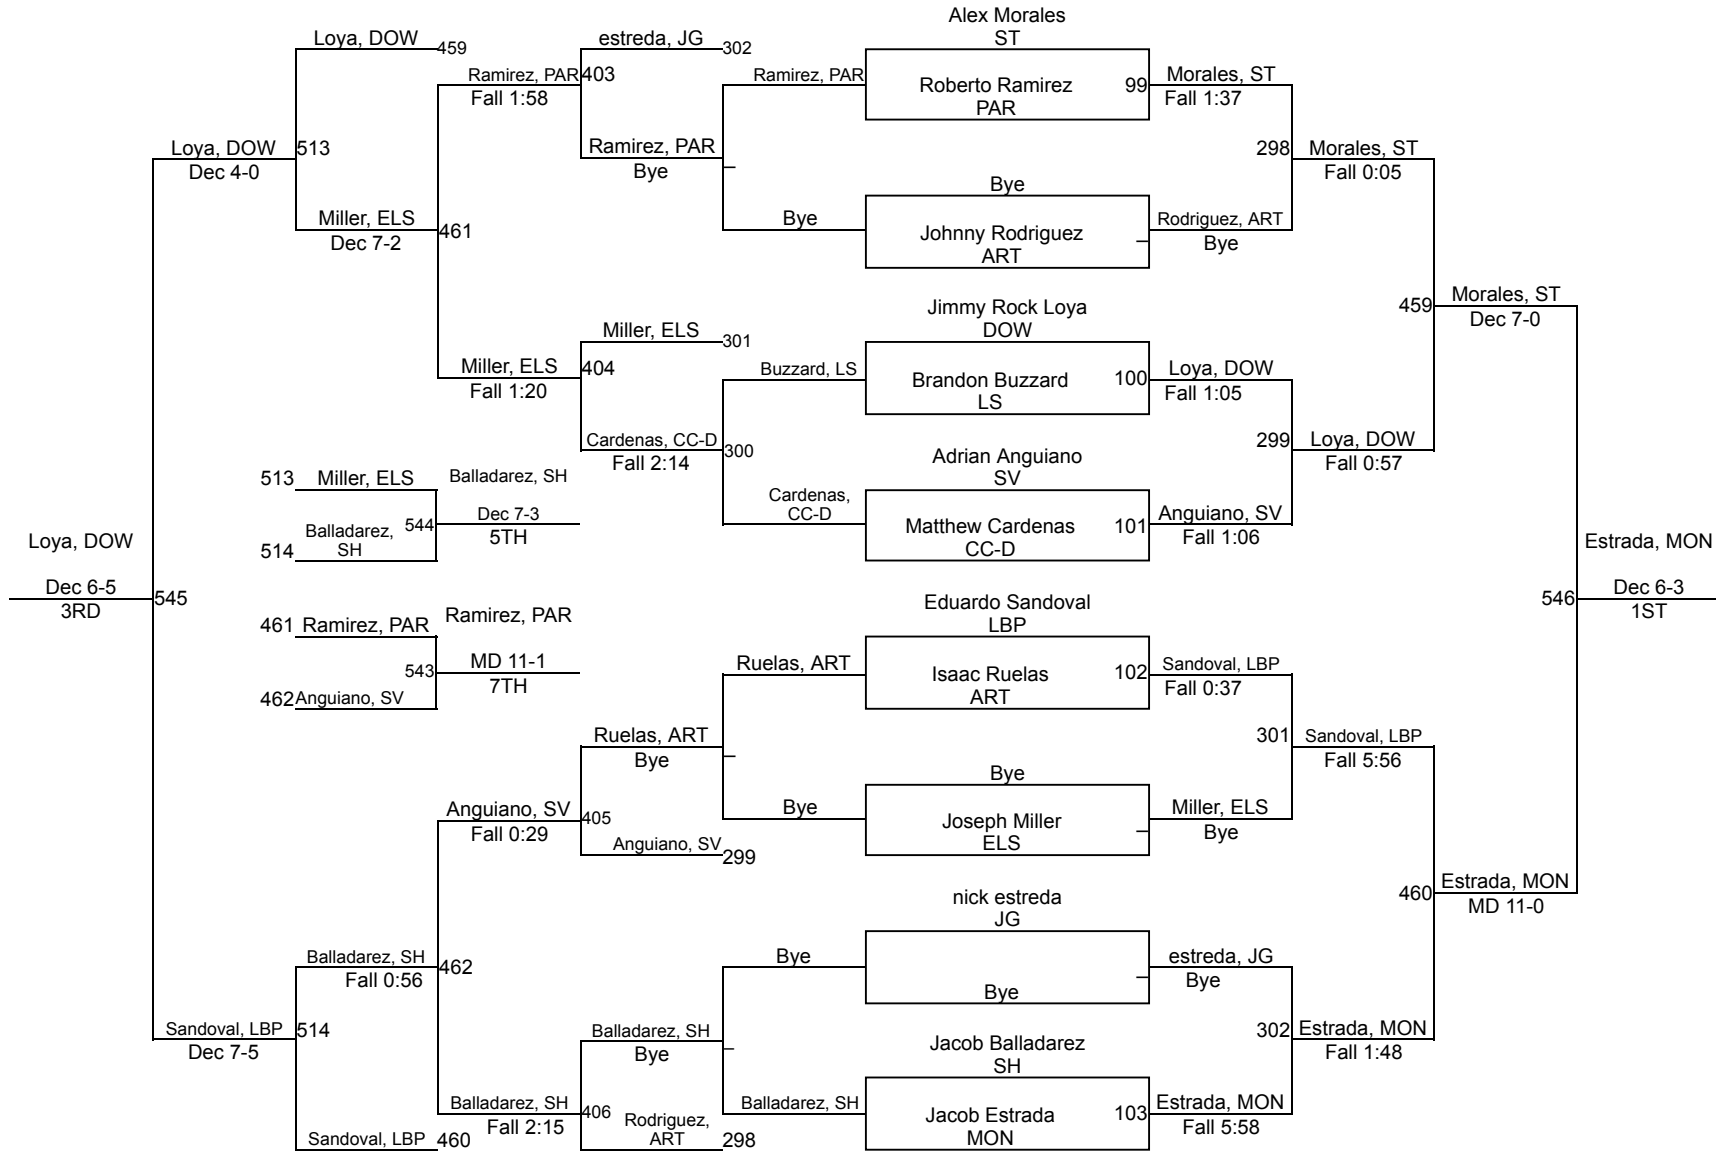 Alex Morales
ST
Loya, DOW
459
estreda, JG
302
Ramirez, PAR
403
Fall 1:58
Ramirez, PAR
Roberto Ramirez
PAR
99
Morales, ST
Fall 1:37
Loya, DOW
513
Dec 4-0
Ramirez, PAR
Bye
298
Morales, ST
Fall 0:05
Miller, ELS
461
Dec 7-2
Bye
Bye
Johnny Rodriguez
ART
Rodriguez, ART
Bye
Jimmy Rock Loya
DOW
459
Morales, ST
Dec 7-0
Miller, ELS
301
Miller, ELS
404
Fall 1:20
Buzzard, LS
Brandon Buzzard
LS
100
Loya, DOW
Fall 1:05
Cardenas, CC-D
300
Fall 2:14
299
Loya, DOW
Fall 0:57
Adrian Anguiano
SV
513
Miller, ELS
Balladarez, SH
Cardenas,
CC-D
Balladarez,
SH
544
514
Dec 7-3
5TH
Matthew Cardenas
CC-D
101
Anguiano, SV
Fall 1:06
Loya, DOW
Dec 6-5
3RD
545
Estrada, MON
546
Dec 6-3
1ST
461
Ramirez, PAR
Ramirez, PAR
543
MD 11-1
7TH
462
Anguiano, SV
Eduardo Sandoval
LBP
Ruelas, ART
Isaac Ruelas
ART
102
Sandoval, LBP
Fall 0:37
Ruelas, ART
Bye
301
Sandoval, LBP
Fall 5:56
Bye
Bye
Joseph Miller
ELS
Miller, ELS
Bye
Anguiano, SV
405
Fall 0:29
Anguiano, SV
299
nick estreda
JG
460
Estrada, MON
MD 11-0
Balladarez, SH
462
Fall 0:56
Bye
Bye
estreda, JG
Bye
Sandoval, LBP
514
Dec 7-5
Balladarez, SH
Bye
302
Estrada, MON
Fall 1:48
Jacob Balladarez
SH
Balladarez, SH
406
Fall 2:15
Balladarez, SH
Jacob Estrada
MON
103
Estrada, MON
Fall 5:58
Rodriguez,
ART
298
Sandoval, LBP
460